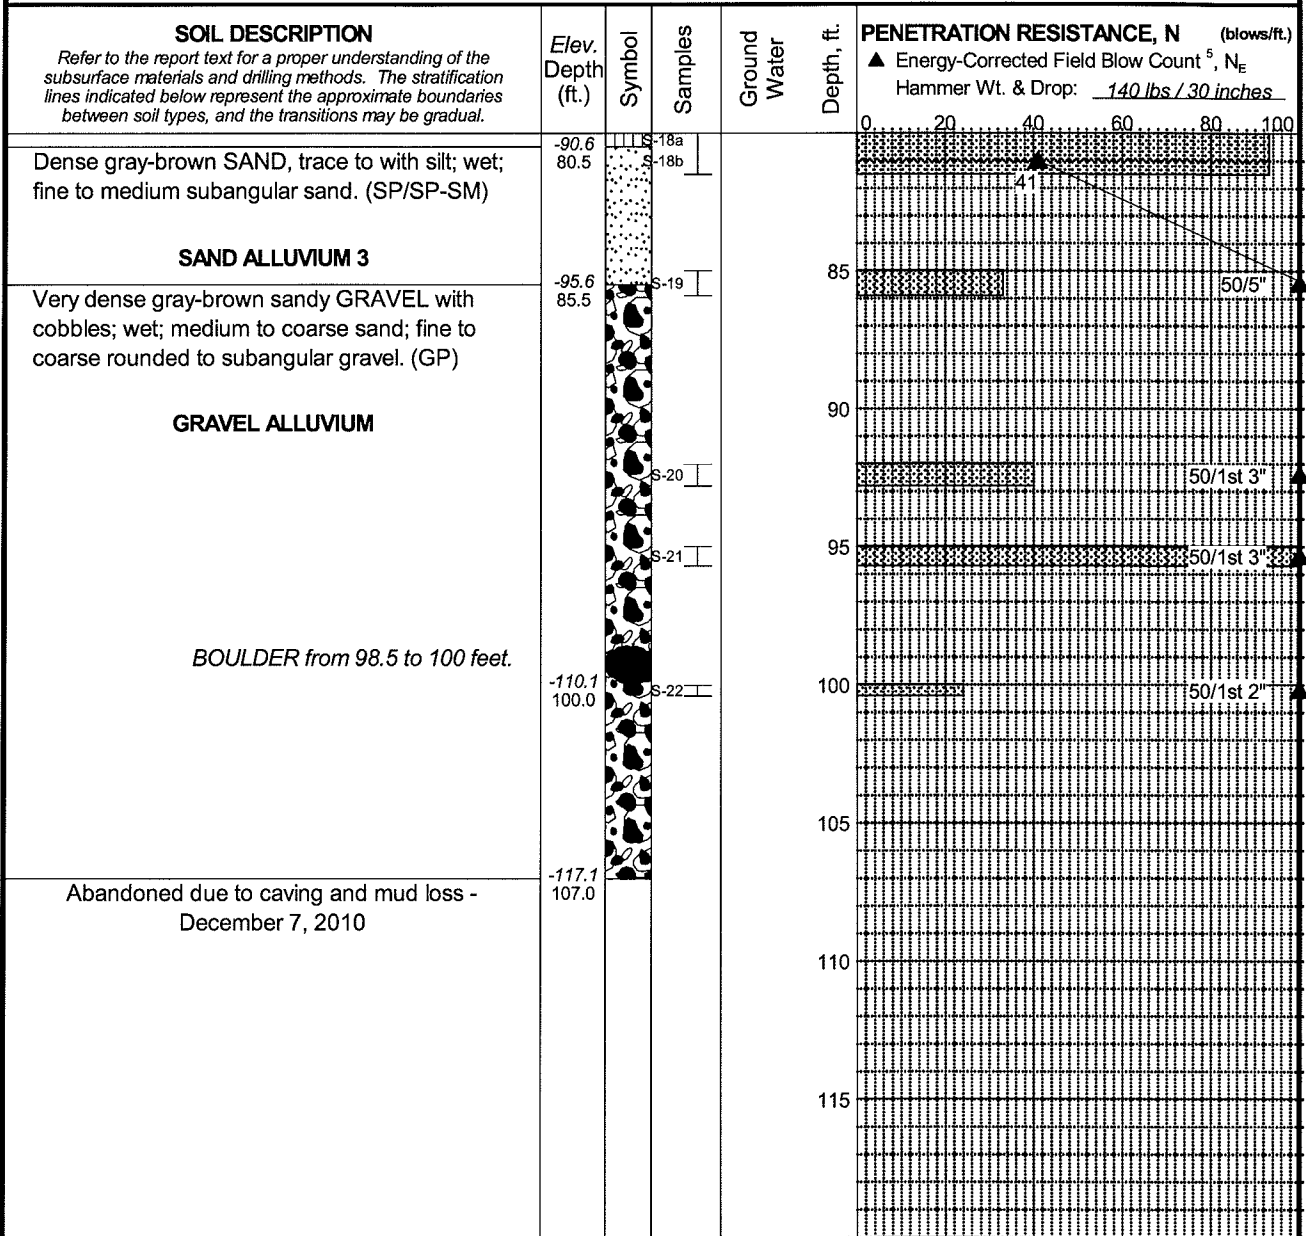 SOIL DESCRIPTION
Refer to the report text for a proper understanding of the
subsurface materials and drilling methods. The stratification
lines indicated below represent the approximate boundaries
between soil types, and the transitions may be gradual.
Elev.
Depth
(ft.)
Symbol
Samples
Ground
Water
Depth, ft.
PENETRATION RESISTANCE, N (blows/ft.)
▲ Energy-Corrected Field Blow Count 5, NE
Hammer Wt. & Drop: 140 lbs / 30 inches
0 20 40 60 80 100
Dense gray-brown SAND, trace to with silt; wet;
fine to medium subangular sand. (SP/SP-SM)
SAND ALLUVIUM 3
-90.6
80.5
S-18a
S-18b
41
Very dense gray-brown sandy GRAVEL with
cobbles; wet; medium to coarse sand; fine to
coarse rounded to subangular gravel. (GP)
GRAVEL ALLUVIUM
-95.6
85.5
S-19
85
50/5"
90
S-20
50/1st 3"
95
S-21
50/1st 3"
BOULDER from 98.5 to 100 feet.
-110.1
100.0
S-22
100
50/1st 2"
105
-117.1
107.0
Abandoned due to caving and mud loss -
December 7, 2010
110
115